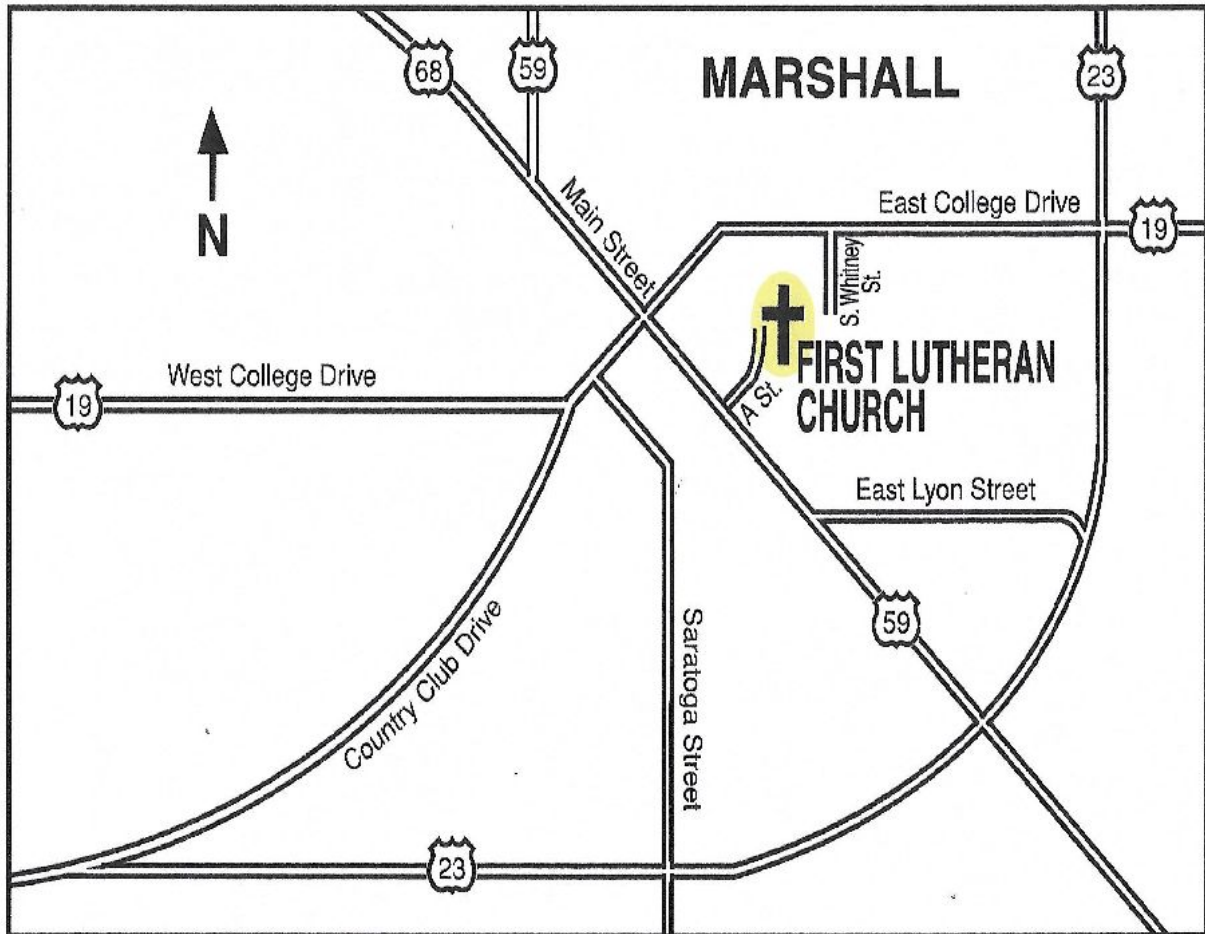 68
59
MARSHALL
23
N
Main Street
East College Drive
19
S. Whitney
St.
West College Drive
19
FIRST LUTHERAN
CHURCH
A St.
East Lyon Street
59
Saratoga Street
Country Club Drive
23